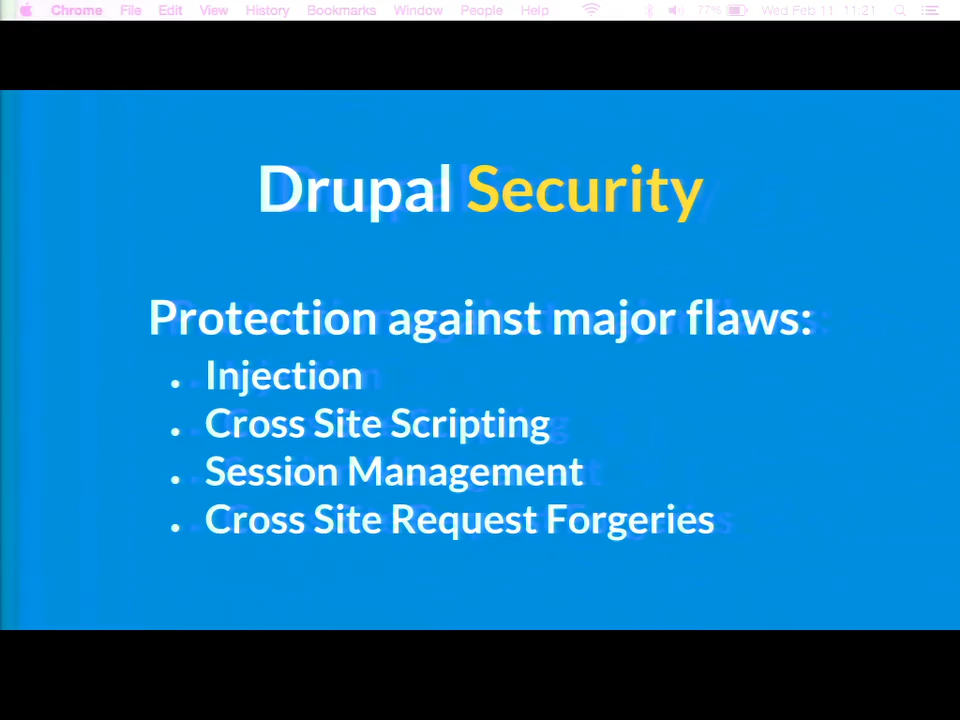 Chrome File Edit View History Bookmarks Window People Help 77% Wed Feb 11 11:21
Drupal Security
Protection against major flaws:
• Injection
• Cross Site Scripting
• Session Management
• Cross Site Request Forgeries